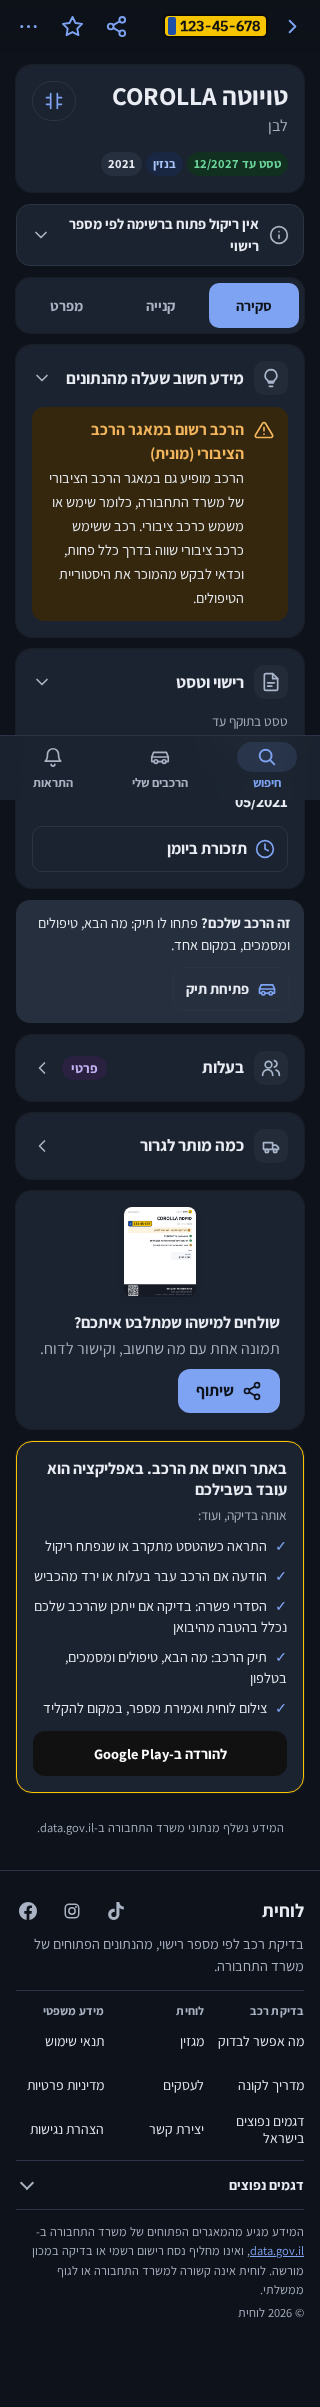 123-45-678
טויוטה COROLLA
לבן
טסט עד 12/2027
בנזין
2021
אין ריקול פתוח ברשימה לפי מספר
רישוי
סקירה
קנייה
מפרט
מידע חשוב שעלה מהנתונים
הרכב רשום במאגר הרכב
הציבורי (מונית)
הרכב מופיע גם במאגר הרכב הציבורי
של משרד התחבורה, כלומר שימש או
משמש כרכב ציבורי. רכב ששימש
כרכב ציבורי שווה בדרך כלל פחות,
וכדאי לבקש מהמוכר את היסטוריית
הטיפולים.
רישוי וטסט
טסט בתוקף עד
חיפוש
הרכבים שלי
התראות
05/2021
תזכורת ביומן
זה הרכב שלכם? פתחו לו תיק: מה הבא, טיפולים
ומסמכים, במקום אחד.
פתיחת תיק
בעלות
פרטי
כמה מותר לגרור
שולחים למישהו שמתלבט איתכם?
תמונה אחת עם מה שחשוב, וקישור לדוח.
שיתוף
באתר רואים את הרכב. באפליקציה הוא
עובד בשבילכם
אותה בדיקה, ועוד:
✓ התראה כשהטסט מתקרב או שנפתח ריקול
✓ הודעה אם הרכב עבר בעלות או ירד מהכביש
✓ הסדרי פשרה: בדיקה אם ייתכן שהרכב שלכם
נכלל בהטבה מהיבואן
✓ תיק הרכב: מה הבא, טיפולים ומסמכים,
בטלפון
✓ צילום לוחית ואמירת מספר, במקום להקליד
להורדה ב-Google Play
המידע נשלף מנתוני משרד התחבורה ב-data.gov.il.
לוחית
בדיקת רכב לפי מספר רישוי, מהנתונים הפתוחים של
משרד התחבורה.
בדיקת רכב
לוחית
מידע משפטי
מה אפשר לבדוק
מגזין
תנאי שימוש
מדריך לקונה
לעסקים
מדיניות פרטיות
דגמים נפוצים
בישראל
יצירת קשר
הצהרת נגישות
דגמים נפוצים
המידע מגיע מהמאגרים הפתוחים של משרד התחבורה ב-
data.gov.il, ואינו מחליף נסח רישום רשמי או בדיקה במכון
מורשה. לוחית אינה קשורה למשרד התחבורה או לגוף
ממשלתי.
© 2026 לוחית